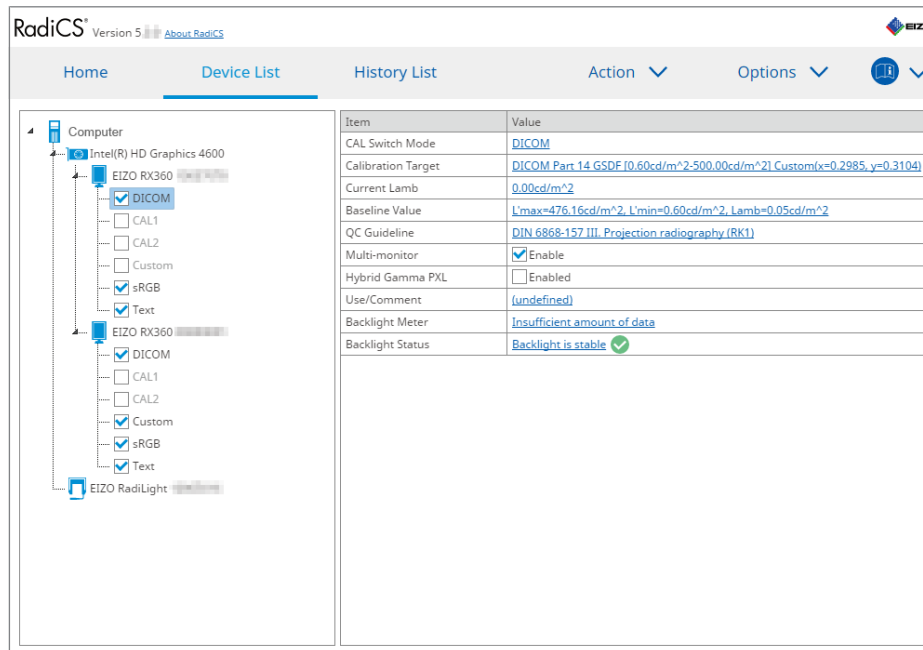 RadiCS® Version 5. About RadiCS
EIZ
Home Device List History List Action Options
Computer
Intel(R) HD Graphics 4600
EIZO RX360
DICOM
CAL1
CAL2
Custom
sRGB
Text
EIZO RX360
DICOM
CAL1
CAL2
Custom
sRGB
Text
EIZO RadiLight
Item Value
CAL Switch Mode DICOM
Calibration Target DICOM Part 14 GSDF [0.60cd/m^2-500.00cd/m^2] Custom(x=0.2985, y=0.3104)
Current Lamb 0.00cd/m^2
Baseline Value L'max=476.16cd/m^2, L'min=0.60cd/m^2, Lamb=0.05cd/m^2
QC Guideline DIN 6868-157 III. Projection radiography (RK1)
Multi-monitor Enable
Hybrid Gamma PXL Enabled
Use/Comment (undefined)
Backlight Meter Insufficient amount of data
Backlight Status Backlight is stable